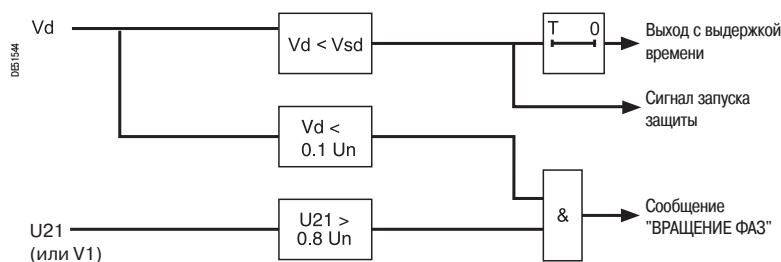 DE51544
Vd
Vd < Vsd
T 0
Выход с выдержкой
времени
Сигнал запуска
защиты
Vd <
0.1 Un
U21
(или V1)
U21 >
0.8 Un
&
Сообщение
"ВРАЩЕНИЕ ФАЗ"